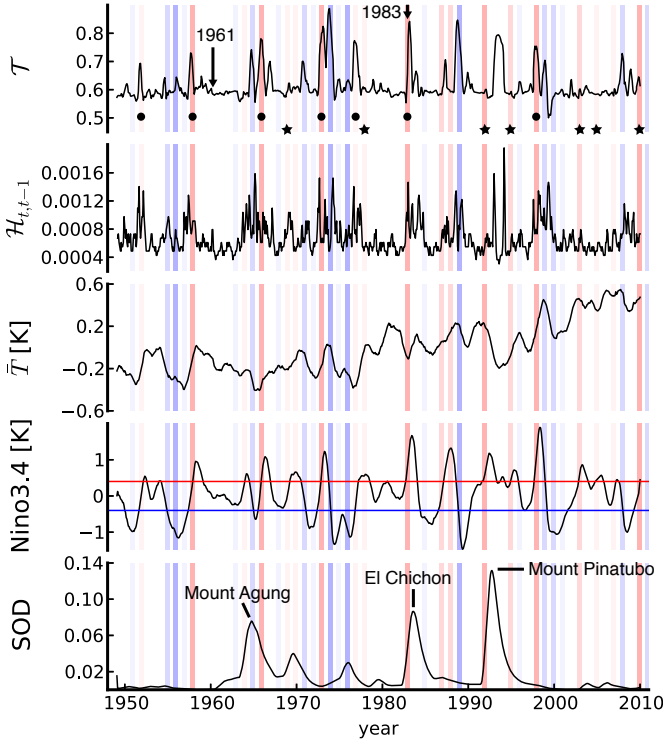 1983
1961
𝒯
0.8
0.7
0.6
0.5
ℋt,t−1
0.0016
0.0012
0.0008
0.0004
T̄ [K]
0.6
0.2
−0.2
−0.6
Nino3.4 [K]
1
0
−1
SOD
0.14
0.10
0.06
0.02
Mount Agung
El Chichon
Mount Pinatubo
1950 1960 1970 1980 1990 2000 2010
year